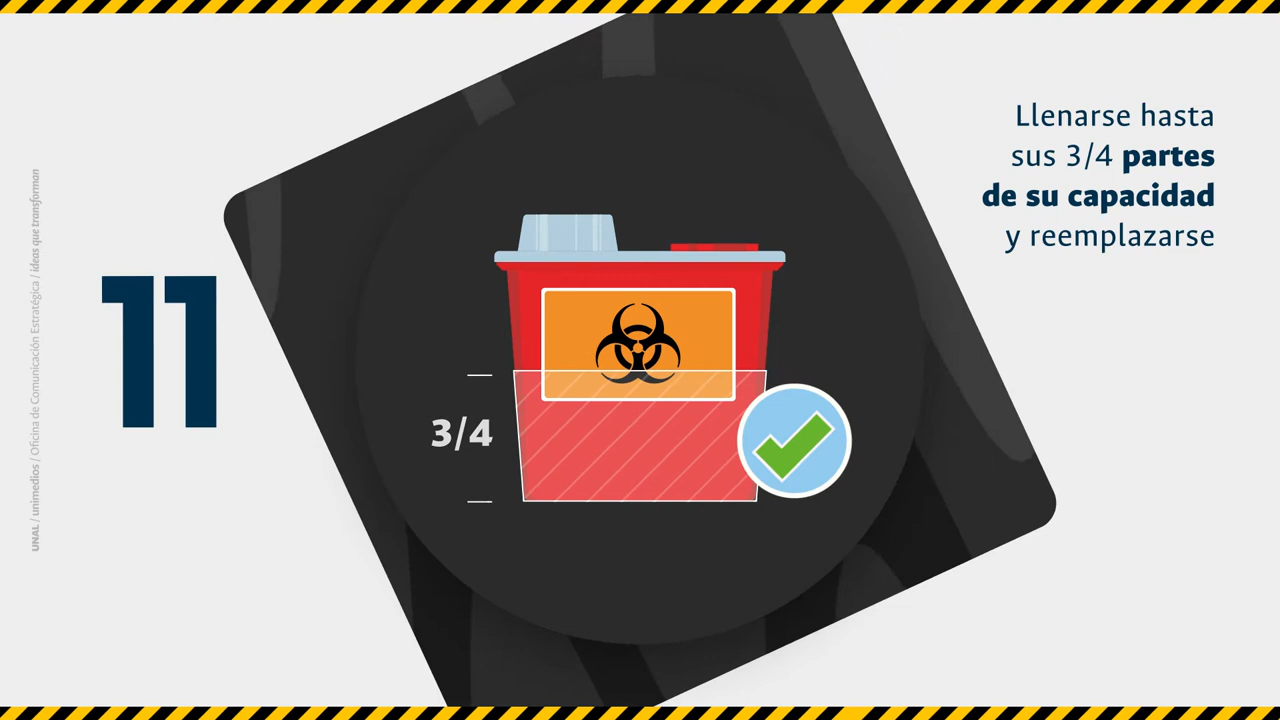 Llenarse hasta
sus 3/4 partes
de su capacidad
y reemplazarse
11
3/4
UNAL / unimedios / Oficina de Comunicación Estratégica / ideas que transforman